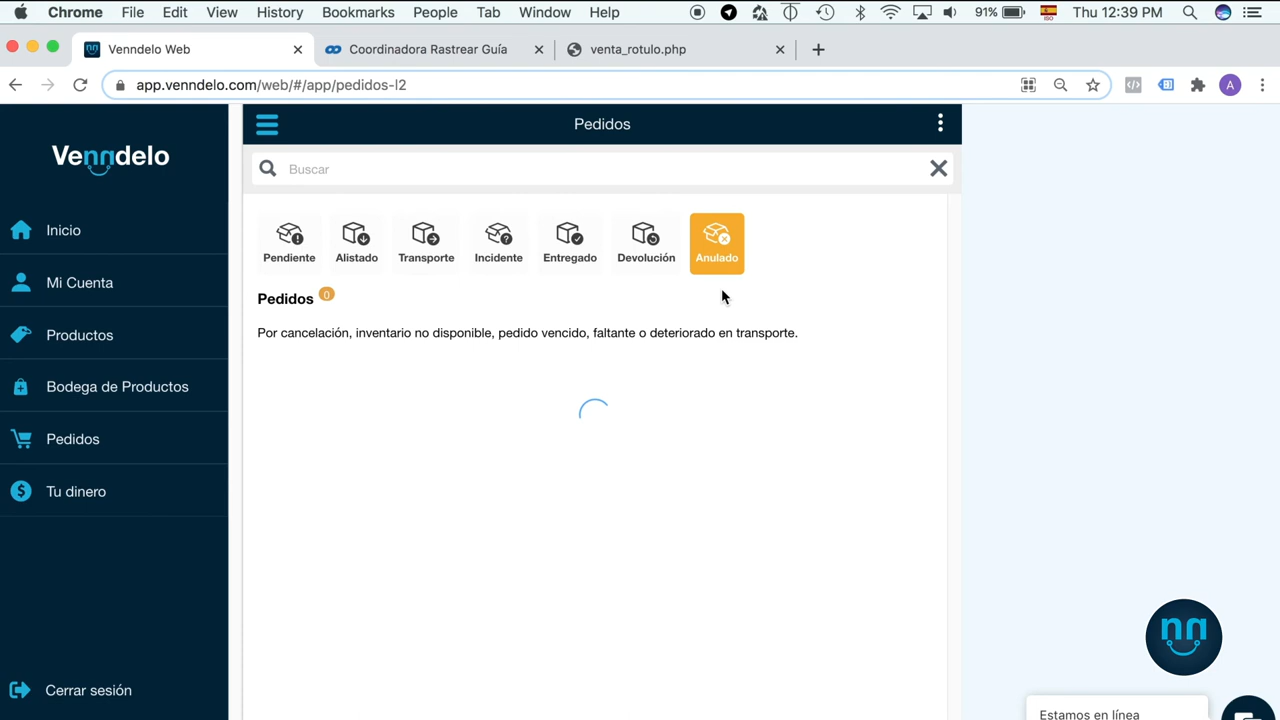 Chrome File Edit View History Bookmarks People Tab Window Help 91% ISO Thu 12:39 PM
Venndelo Web Coordinadora Rastrear Guía venta_rotulo.php
app.venndelo.com/web/#/app/pedidos-l2 A
Venndelo
Inicio
Mi Cuenta
Productos
Bodega de Productos
Pedidos
Tu dinero
Cerrar sesión
Pedidos
Buscar
Pendiente Alistado Transporte Incidente Entregado Devolución Anulado
Pedidos 0
Por cancelación, inventario no disponible, pedido vencido, faltante o deteriorado en transporte.
nn
Estamos en línea